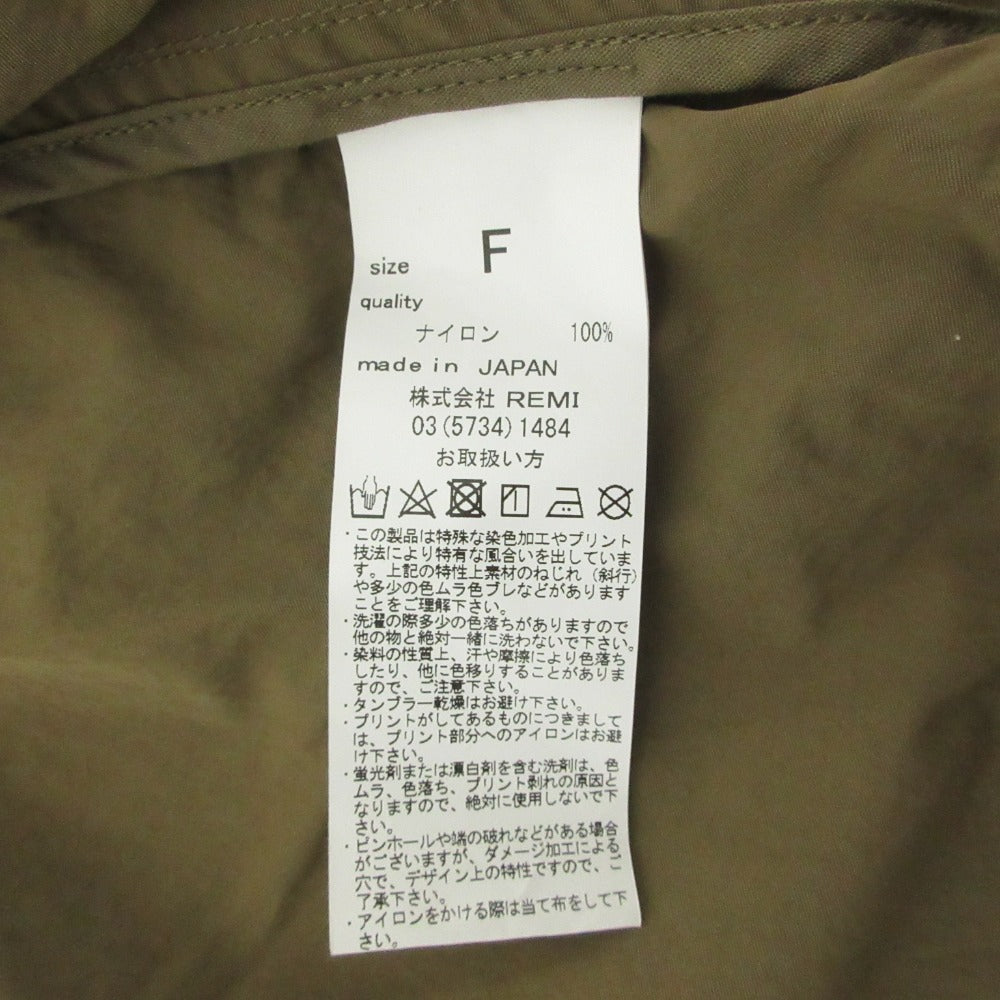 size F
quality
ナイロン 100%
made in JAPAN
株式会社 REMI
03(5734)1484
お取扱い方
・この製品は特殊な染色加工やプリント
技法により特有な風合いを出していま
す。上記の特性上素材のねじれ（斜行）
や多少の色ムラ色ブレなどがあります
ことをご理解下さい。
・洗濯の際多少の色落ちがありますので
他の物と絶対一緒に洗わないで下さい。
・染料の性質上、汗や摩擦により色落ち
したり、他に色移りすることがありま
すので、ご注意下さい。
・タンブラー乾燥はお避け下さい。
・プリントがしてあるものにつきまして
は、プリント部分へのアイロンはお避
け下さい。
・蛍光剤または漂白剤を含む洗剤は、色
ムラ、色落ち、プリント剥れの原因と
なりますので、絶対に使用しないで下
さい。
・ピンホールや端の破れなどがある場合
がございますが、ダメージ加工による
穴で、デザイン上の特性ですので、ご
了承下さい。
・アイロンをかける際は当て布をして下
さい。